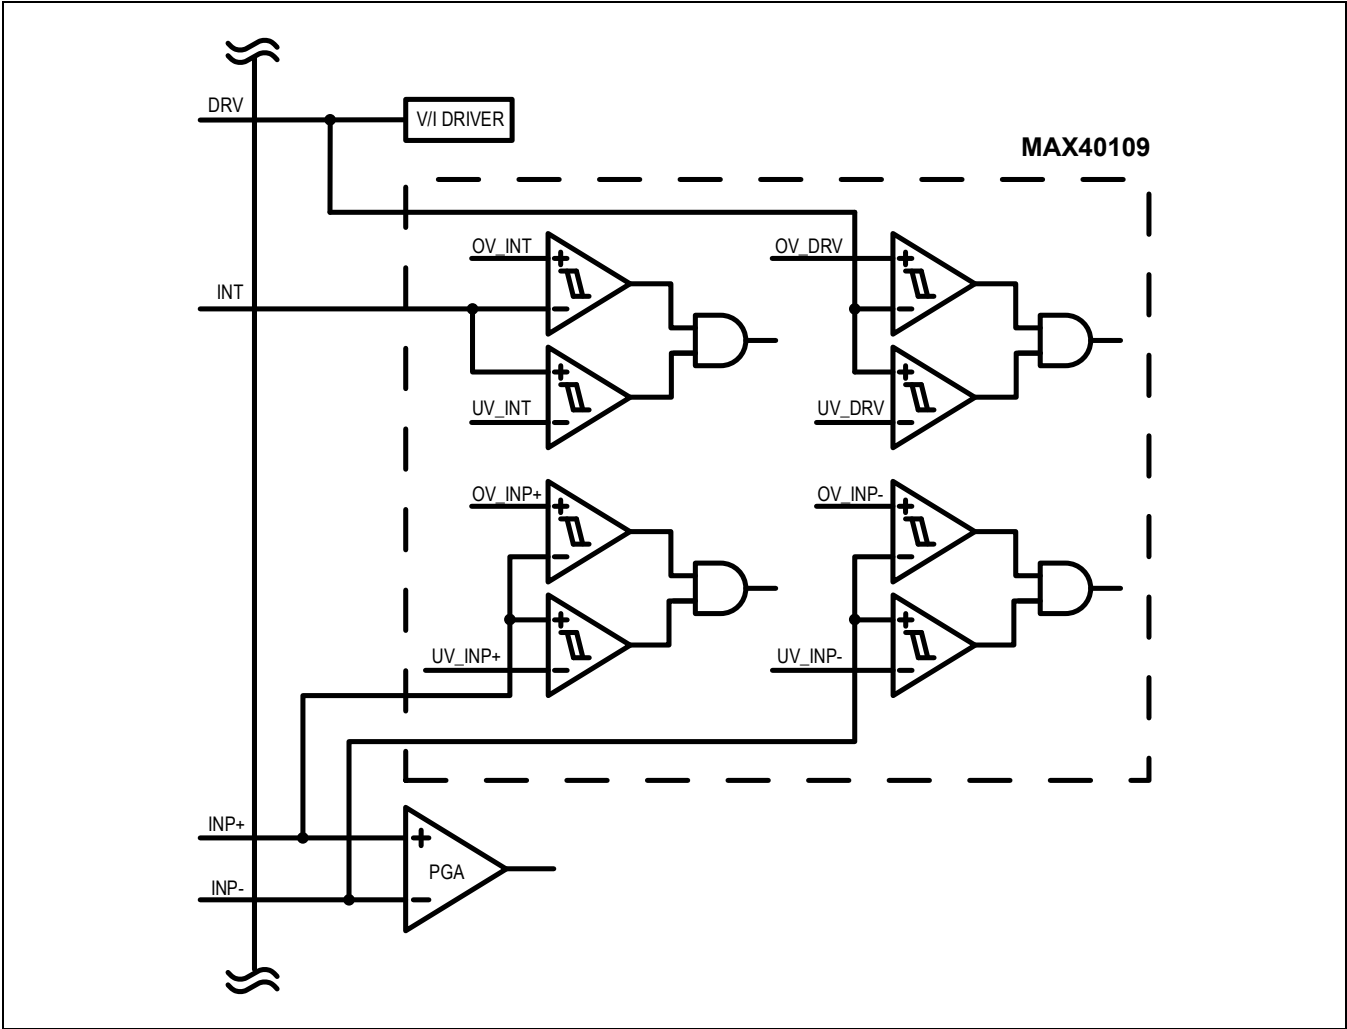 DRV
V/I DRIVER
MAX40109
OV_INT
OV_DRV
INT
UV_INT
UV_DRV
OV_INP+
OV_INP-
UV_INP+
UV_INP-
INP+
PGA
INP-